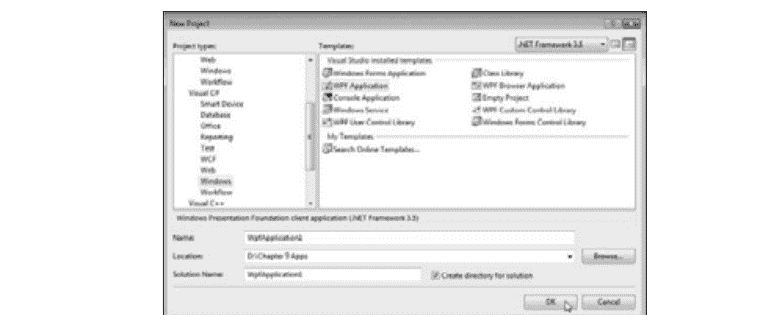 New Project
Project types:
Templates:
.NET Framework 3.5
Web
Windows
Workflow
Visual C#
Smart Device
Database
Office
Reporting
Test
WCF
Web
Windows
Workflow
Visual C++
Visual Studio installed templates
Windows Forms Application
Class Library
WPF Application
WPF Browser Application
Console Application
Empty Project
Windows Service
WPF Custom Control Library
WPF User Control Library
Windows Forms Control Library
My Templates
Search Online Templates...
Windows Presentation Foundation client application (.NET Framework 3.5)
Name:
WpfApplication1
Location:
D:\Chapter 9 Apps
Browse...
Solution Name:
WpfApplication1
Create directory for solution
OK
Cancel